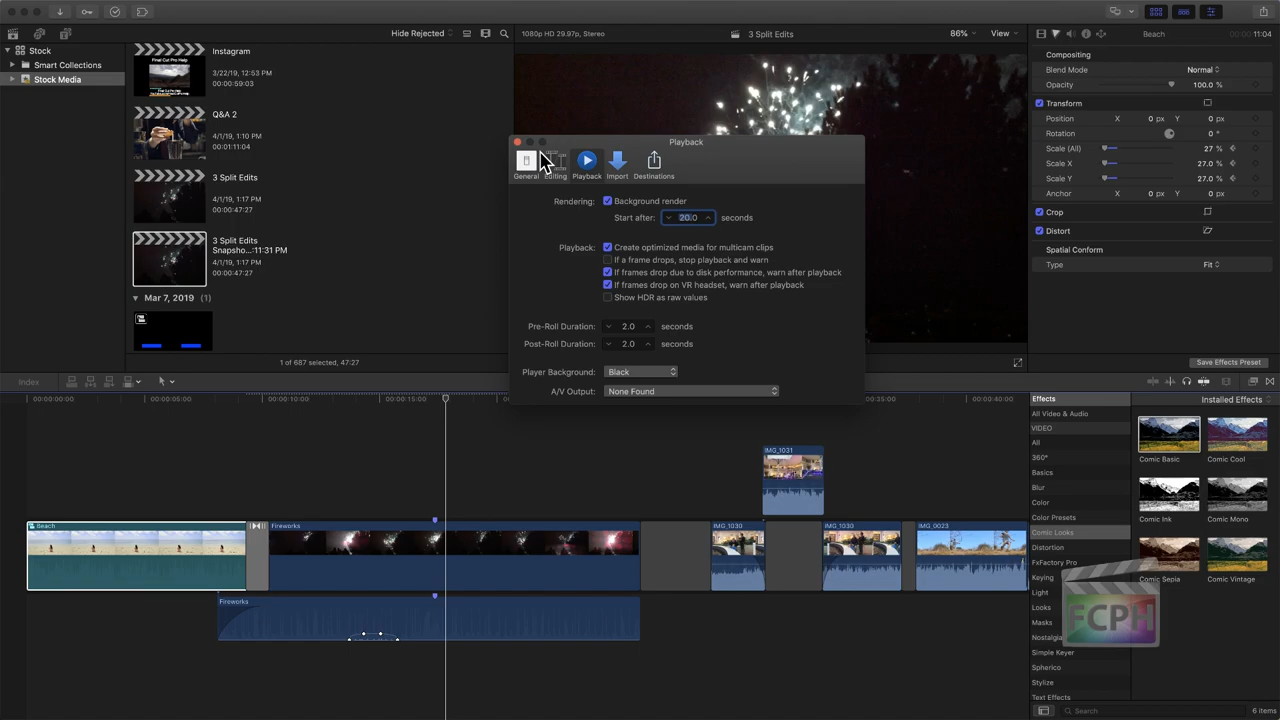 Hide Rejected
1080p HD 29.97p, Stereo
3 Split Edits
86%
View
Beach
00:00 11:04
Stock
Smart Collections
Stock Media
Instagram
3/22/19, 12:53 PM
00:00:59:03
Final Cut Pro Help
Q&A 2
4/1/19, 1:10 PM
00:01:11:04
3 Split Edits
4/1/19, 1:17 PM
00:00:47:27
3 Split Edits
Snapsho...:11:31 PM
4/1/19, 1:17 PM
00:00:47:27
Mar 7, 2019 (1)
1 of 687 selected, 47:27
Playback
General
Editing
Playback
Import
Destinations
Rendering:
Background render
Start after:
20.0
seconds
Playback:
Create optimized media for multicam clips
If a frame drops, stop playback and warn
If frames drop due to disk performance, warn after playback
If frames drop on VR headset, warn after playback
Show HDR as raw values
Pre-Roll Duration:
2.0
seconds
Post-Roll Duration:
2.0
seconds
Player Background:
Black
A/V Output:
None Found
Compositing
Blend Mode
Normal
Opacity
100.0 %
Transform
Position
X
0 px
Y
0 px
Rotation
0 °
Scale (All)
27 %
Scale X
27.0 %
Scale Y
27.0 %
Anchor
X
0 px
Y
0 px
Crop
Distort
Spatial Conform
Type
Fit
Save Effects Preset
Index
00:00:00:00
00:00:05:00
00:00:10:00
00:00:15:00
00:35:00
00:00:40:00
Beach
Fireworks
Fireworks
IMG_1031
IMG_1030
IMG_1030
IMG_0023
Effects
Installed Effects
All Video & Audio
VIDEO
All
360°
Basics
Blur
Color
Color Presets
Comic Looks
Distortion
FxFactory Pro
Keying
Light
Looks
Masks
Nostalgia
Simple Keyer
Spherico
Stylize
Text Effects
Comic Basic
Comic Cool
Comic Ink
Comic Mono
Comic Sepia
Comic Vintage
FCPH
Search
6 items